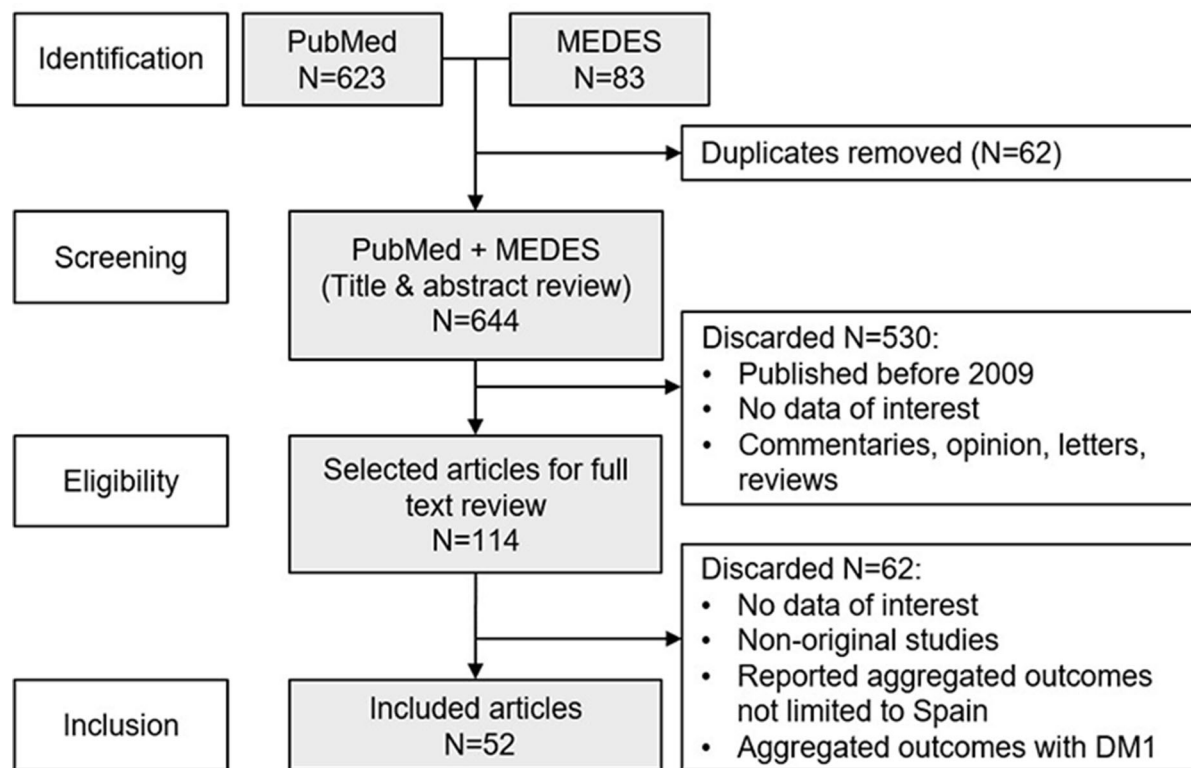 Identification
PubMed
N=623
MEDES
N=83
Duplicates removed (N=62)
Screening
PubMed + MEDES
(Title & abstract review)
N=644
Discarded N=530:
• Published before 2009
• No data of interest
• Commentaries, opinion, letters,
reviews
Eligibility
Selected articles for full
text review
N=114
Discarded N=62:
• No data of interest
• Non-original studies
• Reported aggregated outcomes
not limited to Spain
• Aggregated outcomes with DM1
Inclusion
Included articles
N=52